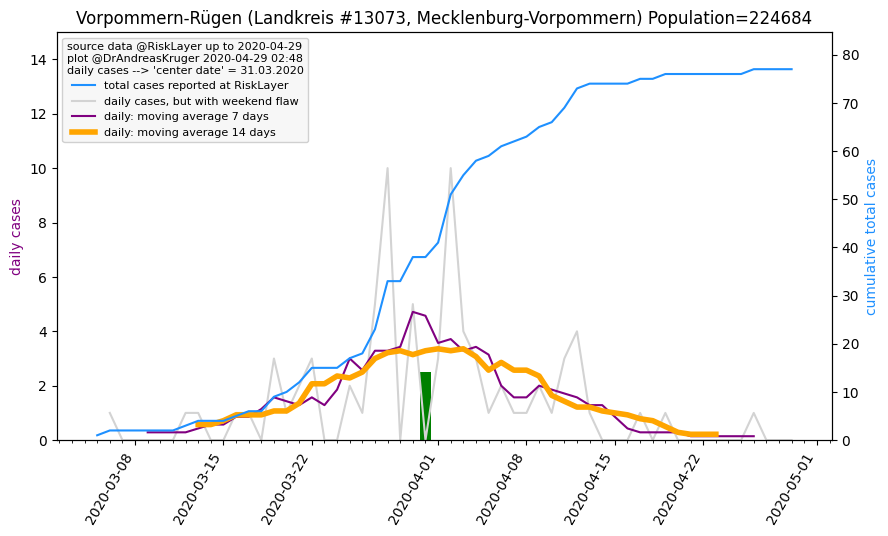 Vorpommern-Rügen (Landkreis #13073, Mecklenburg-Vorpommern) Population=224684
source data @RiskLayer up to 2020-04-29
plot @DrAndreasKruger 2020-04-29 02:48
daily cases --> 'center date' = 31.03.2020
total cases reported at RiskLayer
daily cases, but with weekend flaw
daily: moving average 7 days
daily: moving average 14 days
daily cases
14
12
10
8
6
4
2
0
cumulative total cases
80
70
60
50
40
30
20
10
0
2020-03-08
2020-03-15
2020-03-22
2020-04-01
2020-04-08
2020-04-15
2020-04-22
2020-05-01